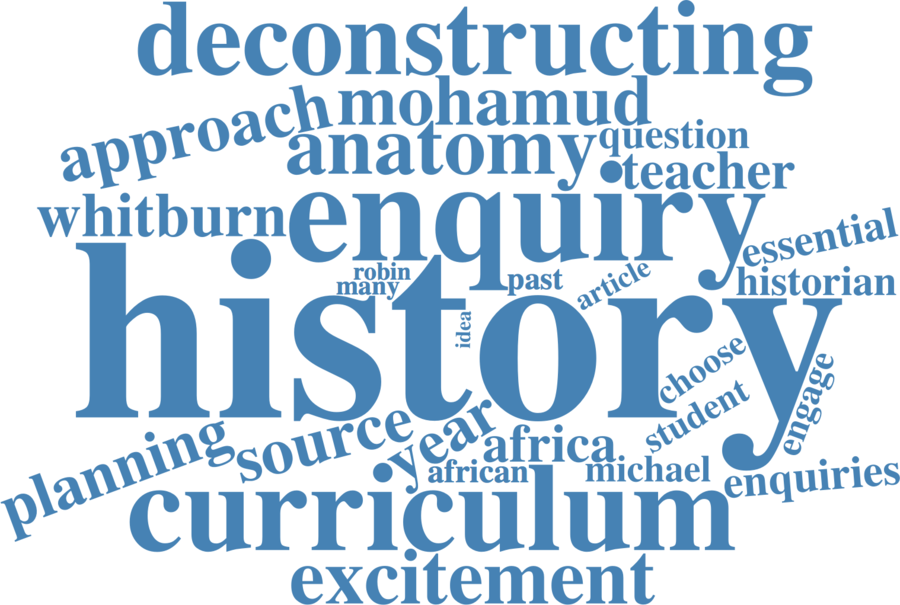 deconstructing
approach
mohamud
anatomy
question
teacher
whitburn
enquiry
essential
historian
robin
many
past
article
history
idea
choose
student
engage
planning
source
year
africa
african
michael
enquiries
curriculum
excitement